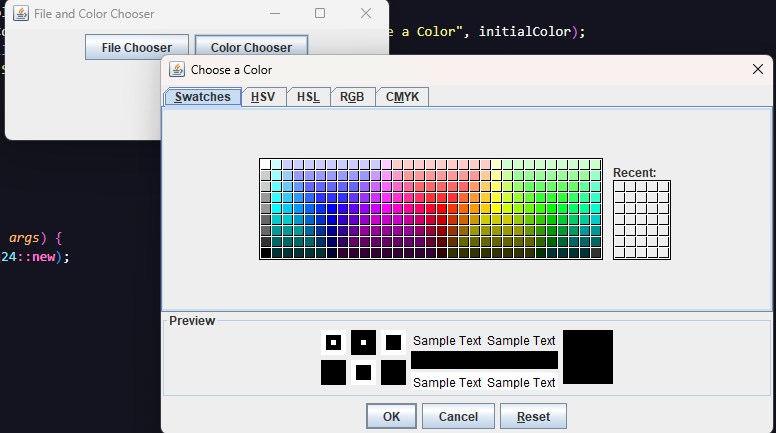 File and Color Chooser
e a Color", initialColor);
File Chooser Color Chooser
Choose a Color
Swatches HSV HSL RGB CMYK
Recent:
args) {
24::new);
Preview
Sample Text Sample Text
Sample Text Sample Text
OK Cancel Reset